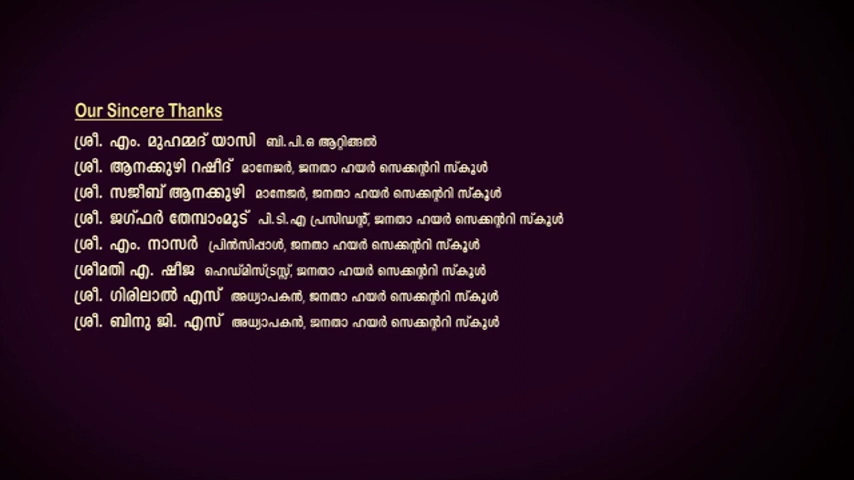 Our Sincere Thanks
ശ്രീ. എം. മുഹമ്മദ് യാസി ബി.പി.ഒ ആറ്റിങ്ങൽ
ശ്രീ. ആനക്കുഴി റഷീദ് മാനേജർ, ജനതാ ഹയർ സെക്കന്ററി സ്കൂൾ
ശ്രീ. സജീബ് ആനക്കുഴി മാനേജർ, ജനതാ ഹയർ സെക്കന്ററി സ്കൂൾ
ശ്രീ. ജഗ്ഫർ തേമ്പാംമൂട് പി.ടി.എ പ്രസിഡന്റ്, ജനതാ ഹയർ സെക്കന്ററി സ്കൂൾ
ശ്രീ. എം. നാസർ പ്രിൻസിപ്പാൾ, ജനതാ ഹയർ സെക്കന്ററി സ്കൂൾ
ശ്രീമതി എ. ഷീജ ഹെഡ്മിസ്ട്രസ്സ്, ജനതാ ഹയർ സെക്കന്ററി സ്കൂൾ
ശ്രീ. ഗിരിലാൽ എസ് അധ്യാപകൻ, ജനതാ ഹയർ സെക്കന്ററി സ്കൂൾ
ശ്രീ. ബിനു ജി. എസ് അധ്യാപകൻ, ജനതാ ഹയർ സെക്കന്ററി സ്കൂൾ